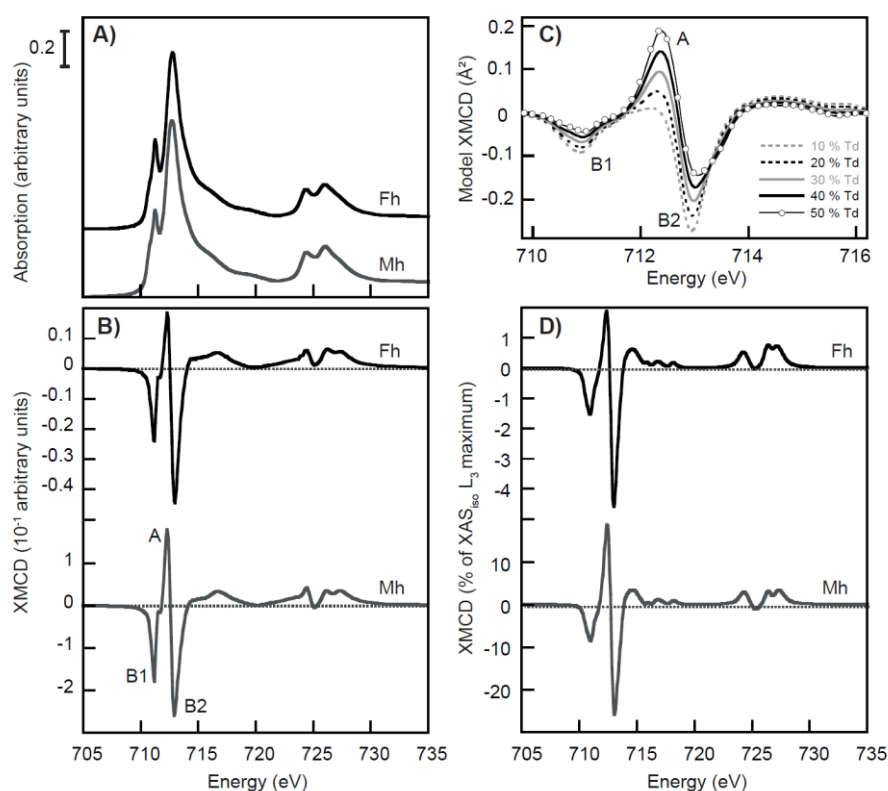 A)
0.2
Absorption (arbitrary units)
Fh
Mh
B)
0.1
0
-0.1
-0.2
-0.3
-0.4
Fh
XMCD (10⁻¹ arbitrary units)
A
1
0
-1
-2
B1
B2
Mh
705 710 715 720 725 730 735
Energy (eV)
C)
0.2
0.1
0
-0.1
-0.2
Model XMCD (Å²)
A
B1
B2
10 % Td
20 % Td
30 % Td
40 % Td
50 % Td
710 712 714 716
Energy (eV)
D)
1
0
-1
-2
-3
-4
Fh
XMCD (% of XASiso L₃ maximum)
10
0
-10
-20
Mh
705 710 715 720 725 730 735
Energy (eV)